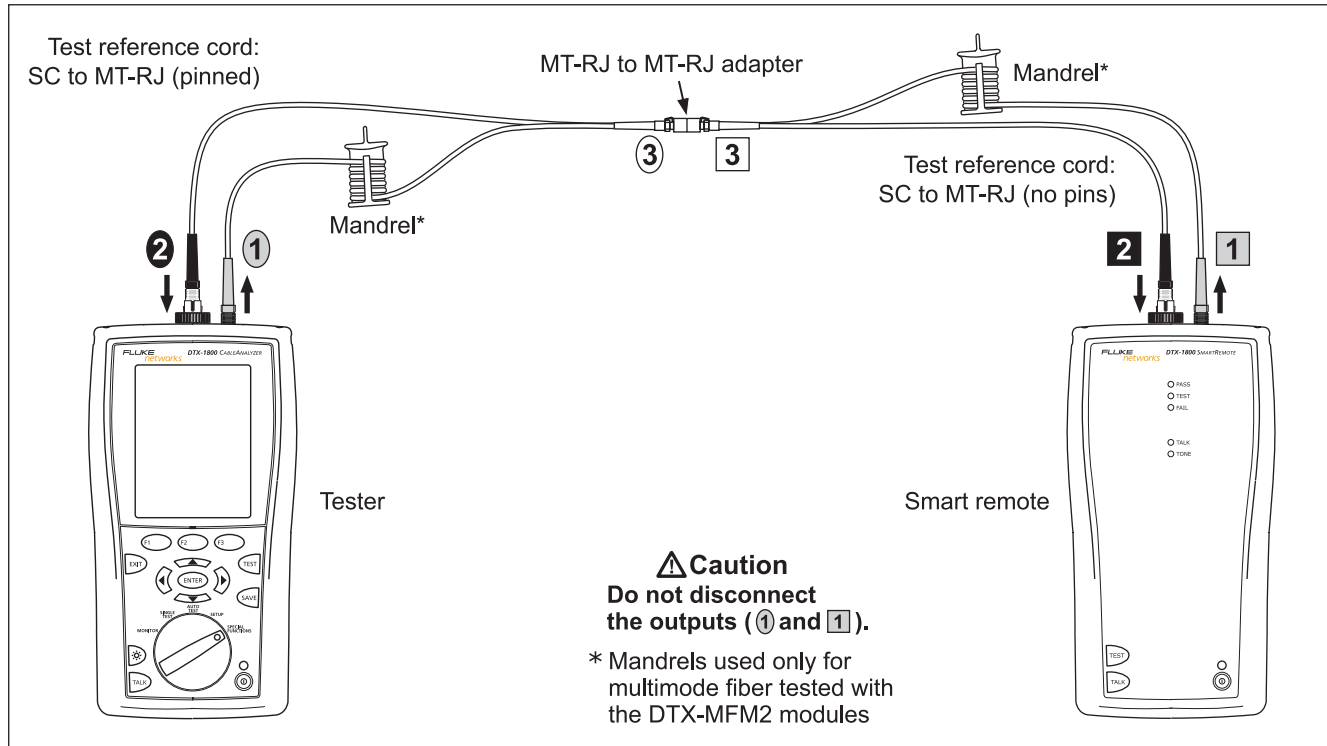 Test reference cord:
SC to MT-RJ (pinned)
MT-RJ to MT-RJ adapter
Mandrel*
3
3
Test reference cord:
SC to MT-RJ (no pins)
Mandrel*
2
1
2
1
FLUKE
networks
DTX-1800 CABLEANALYZER
FLUKE
networks
DTX-1800 SMARTREMOTE
PASS
TEST
FAIL
TALK
TONE
Tester
Smart remote
F1
F2
F3
EXIT
TEST
ENTER
SAVE
MONITOR
SINGLE
TEST
AUTO
TEST
SETUP
SPECIAL
FUNCTIONS
TALK
Caution
Do not disconnect
the outputs ( 1 and 1 ).
* Mandrels used only for
multimode fiber tested with
the DTX-MFM2 modules
TEST
TALK